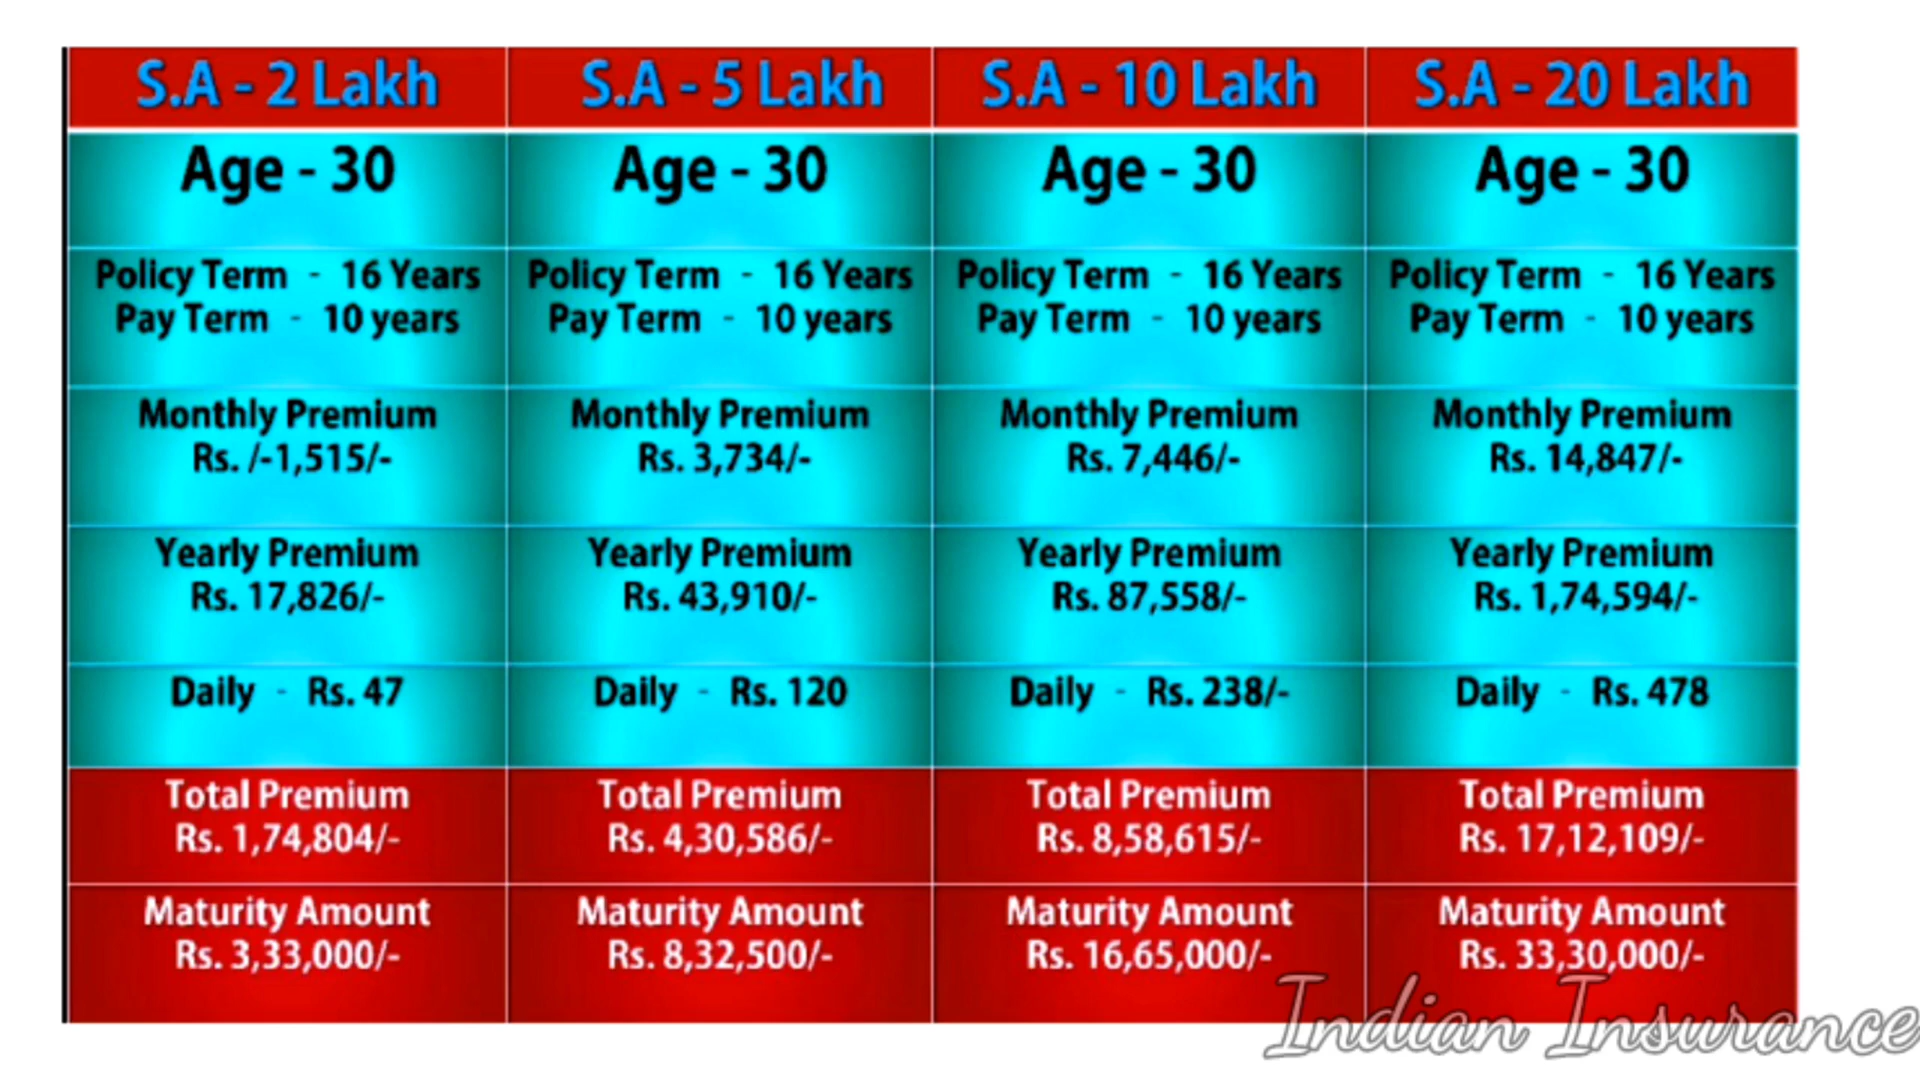 S.A - 2 Lakh
S.A - 5 Lakh
S.A - 10 Lakh
S.A - 20 Lakh
Age - 30
Age - 30
Age - 30
Age - 30
Policy Term - 16 Years
Pay Term - 10 years
Policy Term - 16 Years
Pay Term - 10 years
Policy Term - 16 Years
Pay Term - 10 years
Policy Term - 16 Years
Pay Term - 10 years
Monthly Premium
Rs. /-1,515/-
Monthly Premium
Rs. 3,734/-
Monthly Premium
Rs. 7,446/-
Monthly Premium
Rs. 14,847/-
Yearly Premium
Rs. 17,826/-
Yearly Premium
Rs. 43,910/-
Yearly Premium
Rs. 87,558/-
Yearly Premium
Rs. 1,74,594/-
Daily - Rs. 47
Daily - Rs. 120
Daily - Rs. 238/-
Daily - Rs. 478
Total Premium
Rs. 1,74,804/-
Total Premium
Rs. 4,30,586/-
Total Premium
Rs. 8,58,615/-
Total Premium
Rs. 17,12,109/-
Maturity Amount
Rs. 3,33,000/-
Maturity Amount
Rs. 8,32,500/-
Maturity Amount
Rs. 16,65,000/-
Maturity Amount
Rs. 33,30,000/-
Indian Insurance